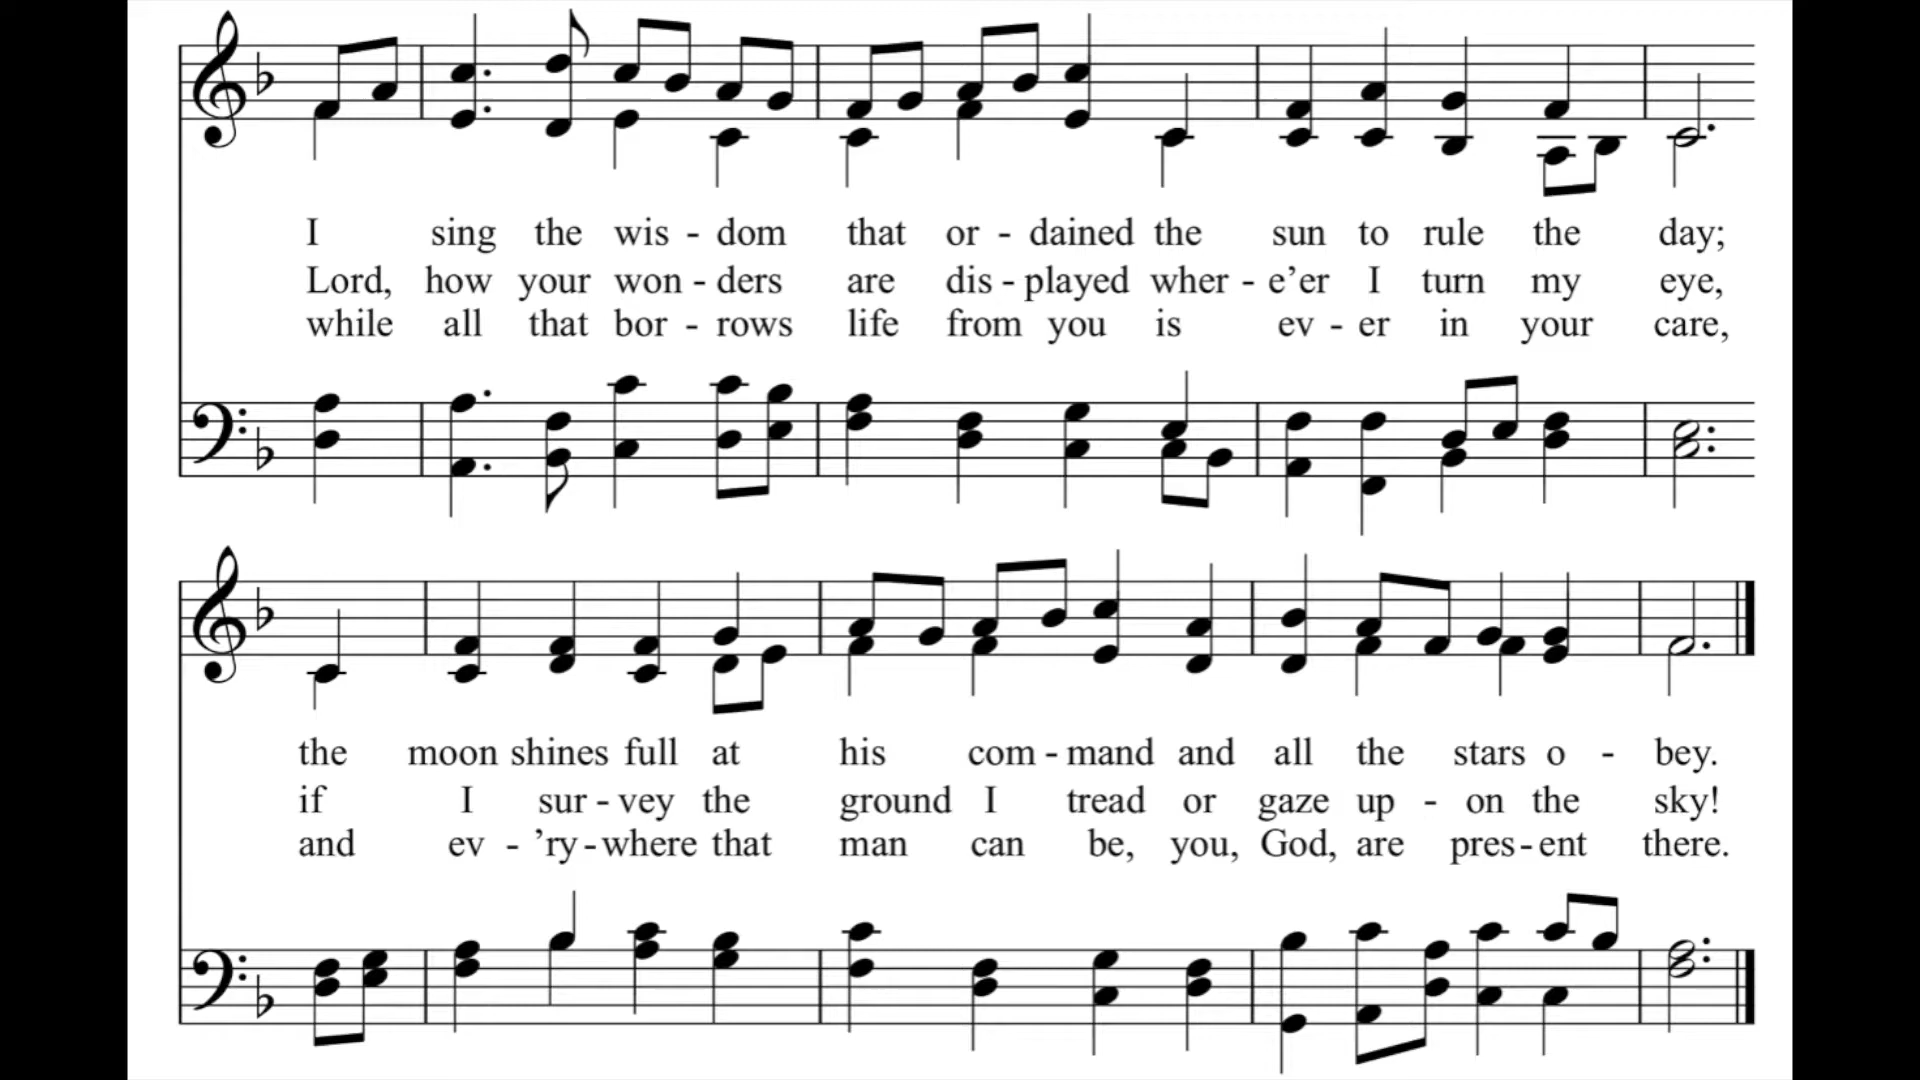 I sing the wis - dom that or - dained the sun to rule the day;
Lord, how your won - ders are dis - played wher - e’er I turn my eye,
while all that bor - rows life from you is ev - er in your care,
the moon shines full at his com - mand and all the stars o - bey.
if I sur - vey the ground I tread or gaze up - on the sky!
and ev - ’ry - where that man can be, you, God, are pres - ent there.